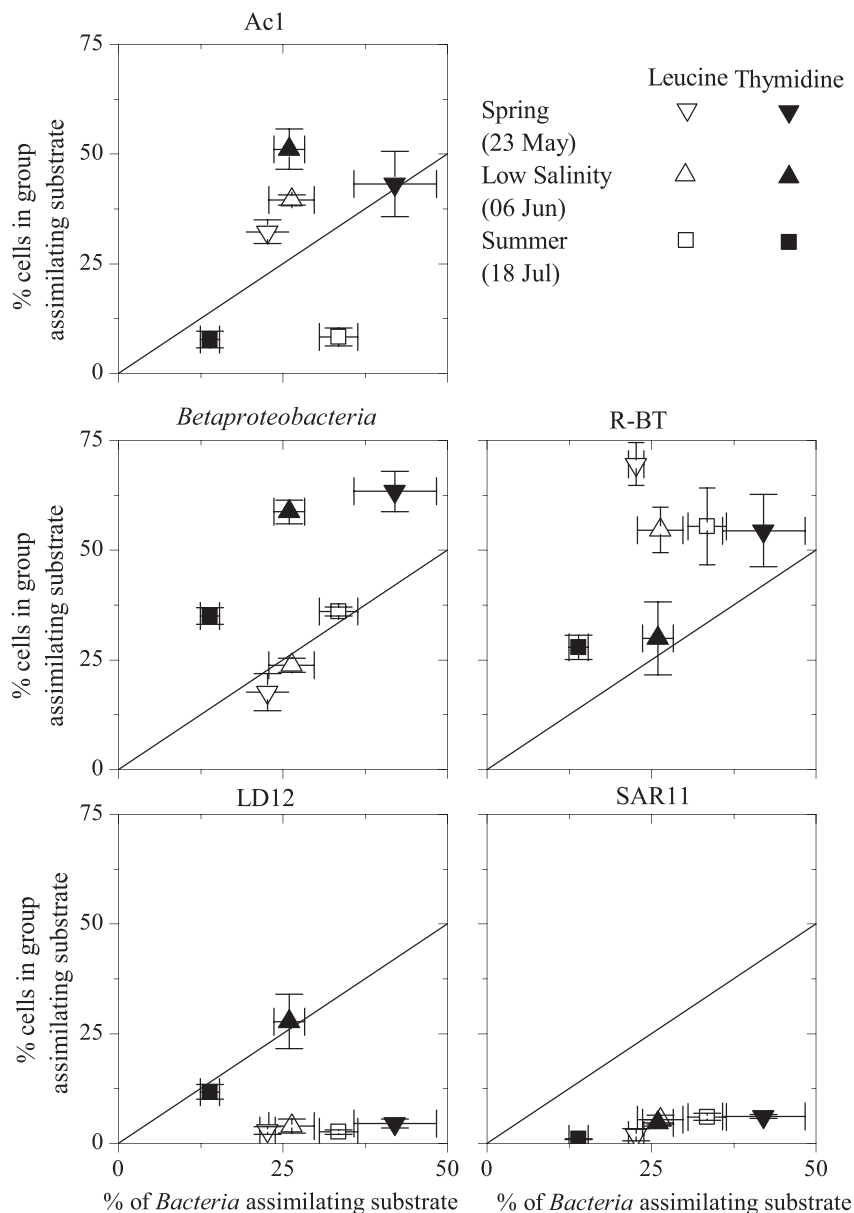 Ac1
75
50
25
0
% cells in group
assimilating substrate
Leucine Thymidine
Spring
(23 May)
Low Salinity
(06 Jun)
Summer
(18 Jul)
Betaproteobacteria
75
50
25
0
% cells in group
assimilating substrate
R-BT
LD12
75
50
25
0
% cells in group
assimilating substrate
0 25 50
% of Bacteria assimilating substrate
SAR11
0 25 50
% of Bacteria assimilating substrate